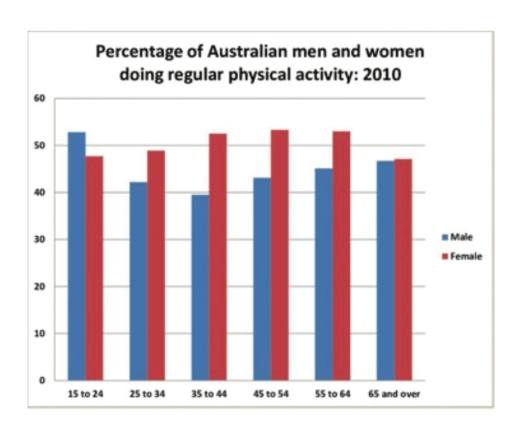 Percentage of Australian men and women
doing regular physical activity: 2010
60
50
40
30
20
10
0
15 to 24 25 to 34 35 to 44 45 to 54 55 to 64 65 and over
Male
Female